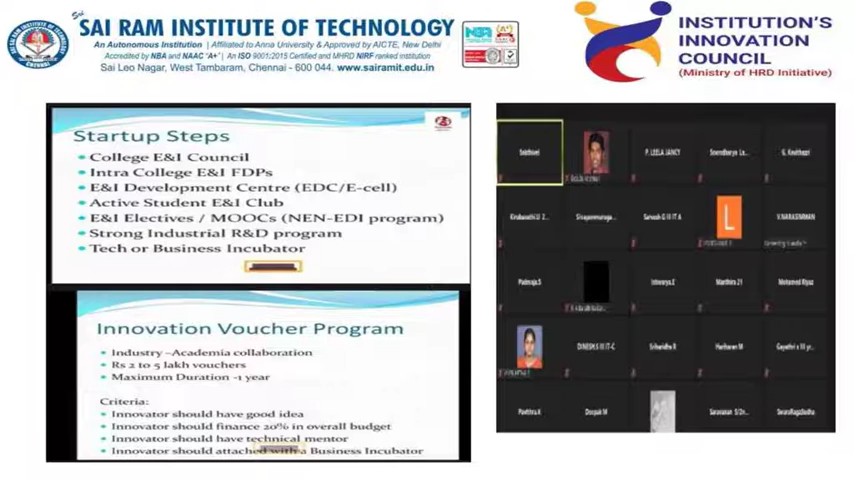 Sri
SAI RAM INSTITUTE OF TECHNOLOGY
An Autonomous Institution | Affiliated to Anna University & Approved by AICTE, New Delhi
Accredited by NBA and NAAC "A+" | An ISO 9001:2015 Certified and MHRD NIRF ranked institution
Sai Leo Nagar, West Tambaram, Chennai - 600 044. www.sairamit.edu.in
INSTITUTION'S
INNOVATION
COUNCIL
(Ministry of HRD Initiative)
Startup Steps
• College E&I Council
• Intra College E&I FDPs
• E&I Development Centre (EDC/E-cell)
• Active Student E&I Club
• E&I Electives / MOOCs (NEN-EDI program)
• Strong Industrial R&D program
• Tech or Business Incubator
Innovation Voucher Program
• Industry –Academia collaboration
• Rs 2 to 5 lakh vouchers
• Maximum Duration -1 year
Criteria:
• Innovator should have good idea
• Innovator should finance 20% in overall budget
• Innovator should have technical mentor
• Innovator should attached with a Business Incubator
P. LEELA JANCY
L
V.NARASIMMAN
Padmaja.S
Iniwarya.E
Manthira 21
Mohamed Riyaz
DINESH.S III IT-C
Hariharan M
Pavithra.K
Deepak M